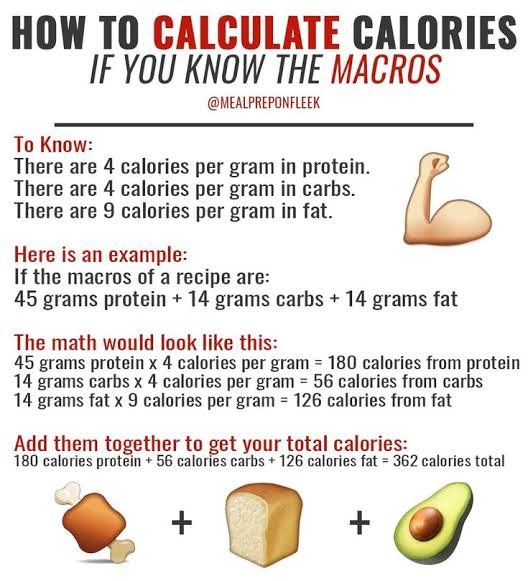 HOW TO CALCULATE CALORIES
IF YOU KNOW THE MACROS
@MEALPREPONFLEEK
To Know:
There are 4 calories per gram in protein.
There are 4 calories per gram in carbs.
There are 9 calories per gram in fat.
Here is an example:
If the macros of a recipe are:
45 grams protein + 14 grams carbs + 14 grams fat
The math would look like this:
45 grams protein x 4 calories per gram = 180 calories from protein
14 grams carbs x 4 calories per gram = 56 calories from carbs
14 grams fat x 9 calories per gram = 126 calories from fat
Add them together to get your total calories:
180 calories protein + 56 calories carbs + 126 calories fat = 362 calories total
+ +